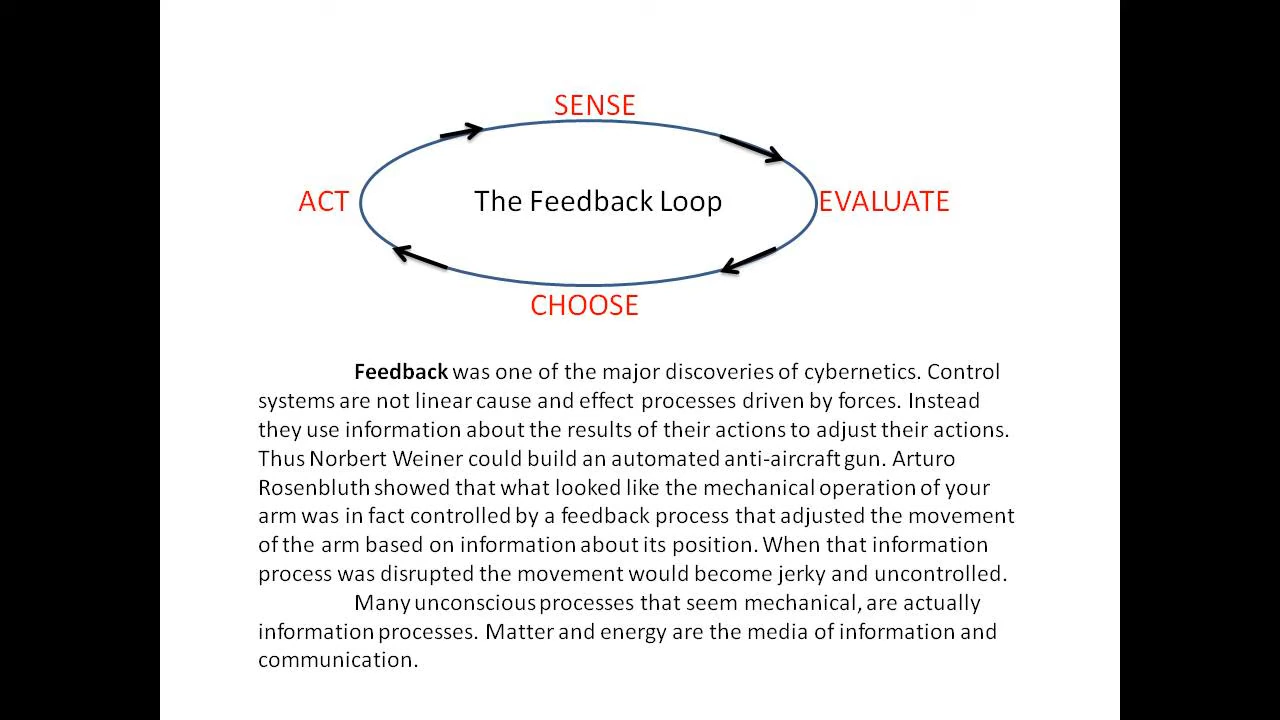 SENSE
ACT
The Feedback Loop
EVALUATE
CHOOSE
Feedback was one of the major discoveries of cybernetics. Control
systems are not linear cause and effect processes driven by forces. Instead
they use information about the results of their actions to adjust their actions.
Thus Norbert Weiner could build an automated anti-aircraft gun. Arturo
Rosenbluth showed that what looked like the mechanical operation of your
arm was in fact controlled by a feedback process that adjusted the movement
of the arm based on information about its position. When that information
process was disrupted the movement would become jerky and uncontrolled.
Many unconscious processes that seem mechanical, are actually
information processes. Matter and energy are the media of information and
communication.